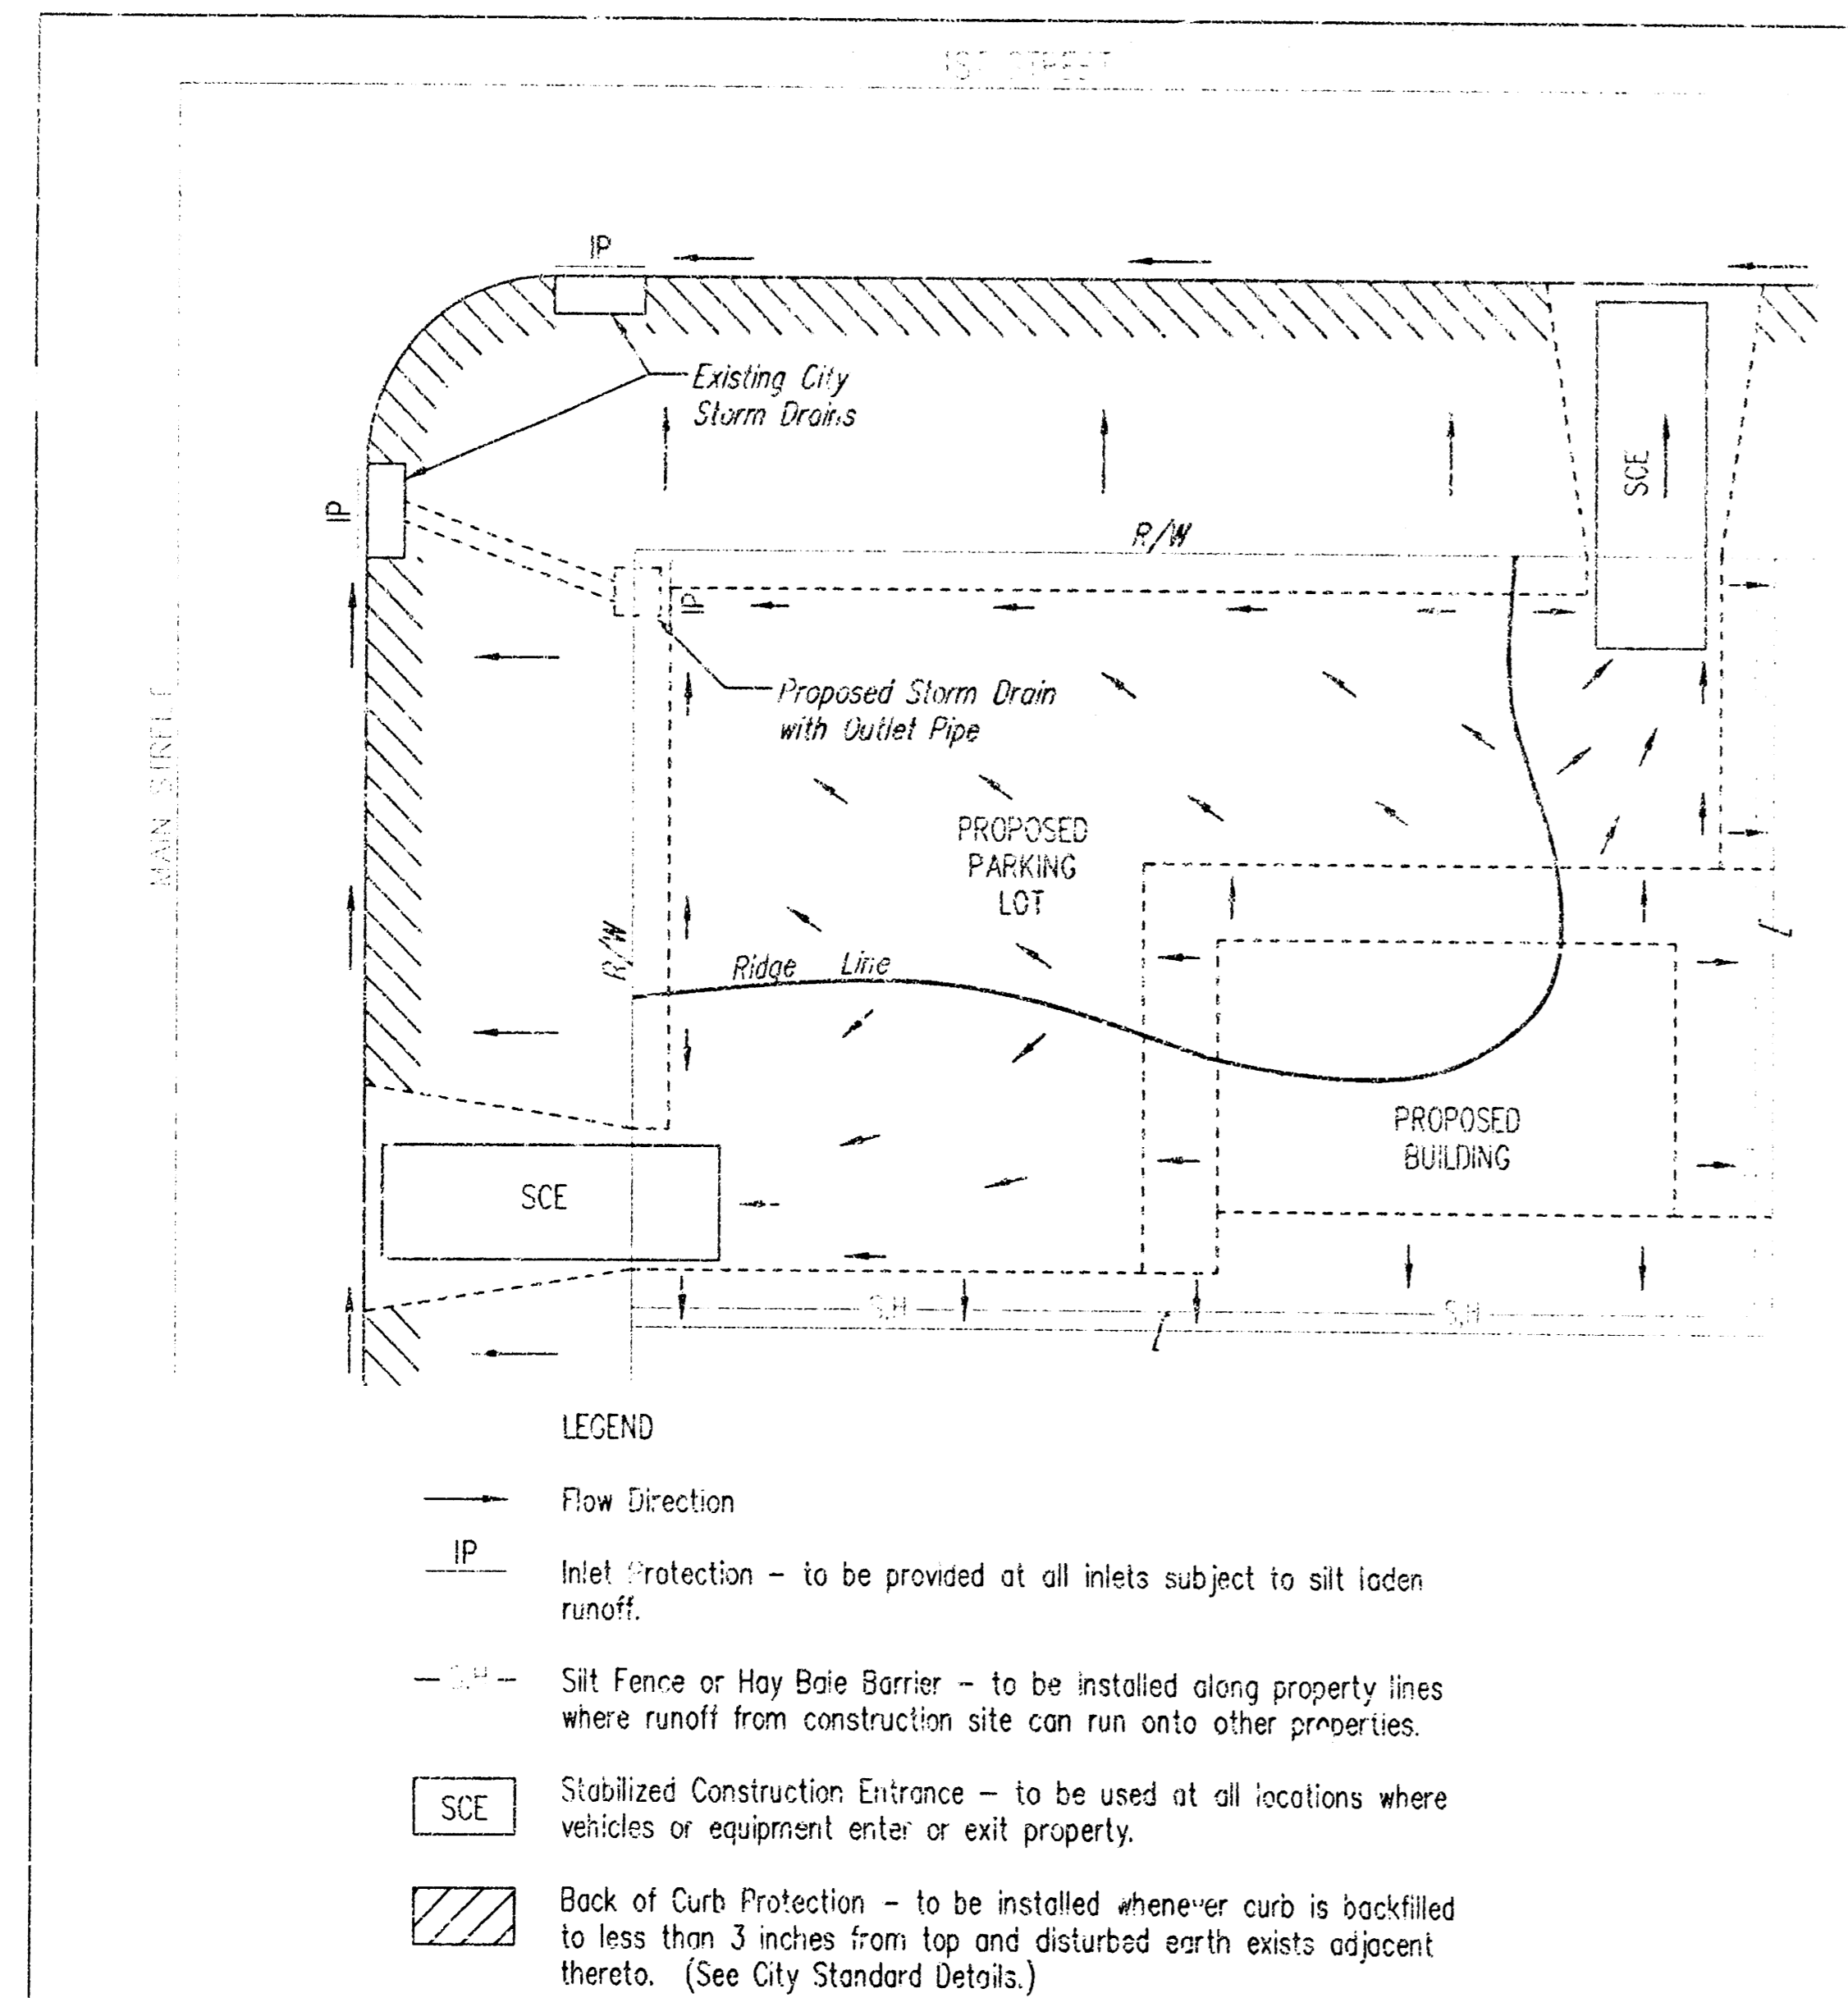 1ST STREET
IP
Existing City
Storm Drains
SCE
IP
R/W
IP
Proposed Storm Drain
with Outlet Pipe
MAIN STREET
PROPOSED
PARKING
LOT
R/W
Ridge Line
PROPOSED
BUILDING
SCE
S,H
S,H
LEGEND
Flow Direction
IP
Inlet Protection – to be provided at all inlets subject to silt laden
runoff.
S,H
Silt Fence or Hay Bale Barrier – to be installed along property lines
where runoff from construction site can run onto other properties.
SCE
Stabilized Construction Entrance – to be used at all locations where
vehicles or equipment enter or exit property.
Back of Curb Protection – to be installed whenever curb is backfilled
to less than 3 inches from top and disturbed earth exists adjacent
thereto. (See City Standard Details.)